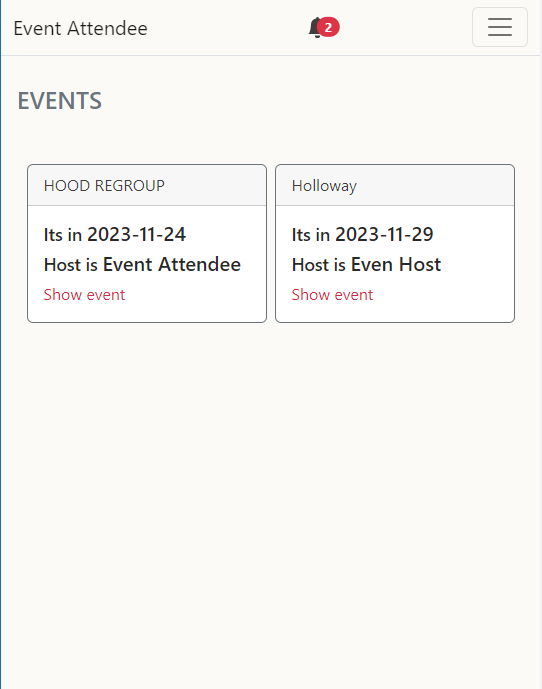 Event Attendee
2
EVENTS
HOOD REGROUP
Its in 2023-11-24
Host is Event Attendee
Show event
Holloway
Its in 2023-11-29
Host is Even Host
Show event